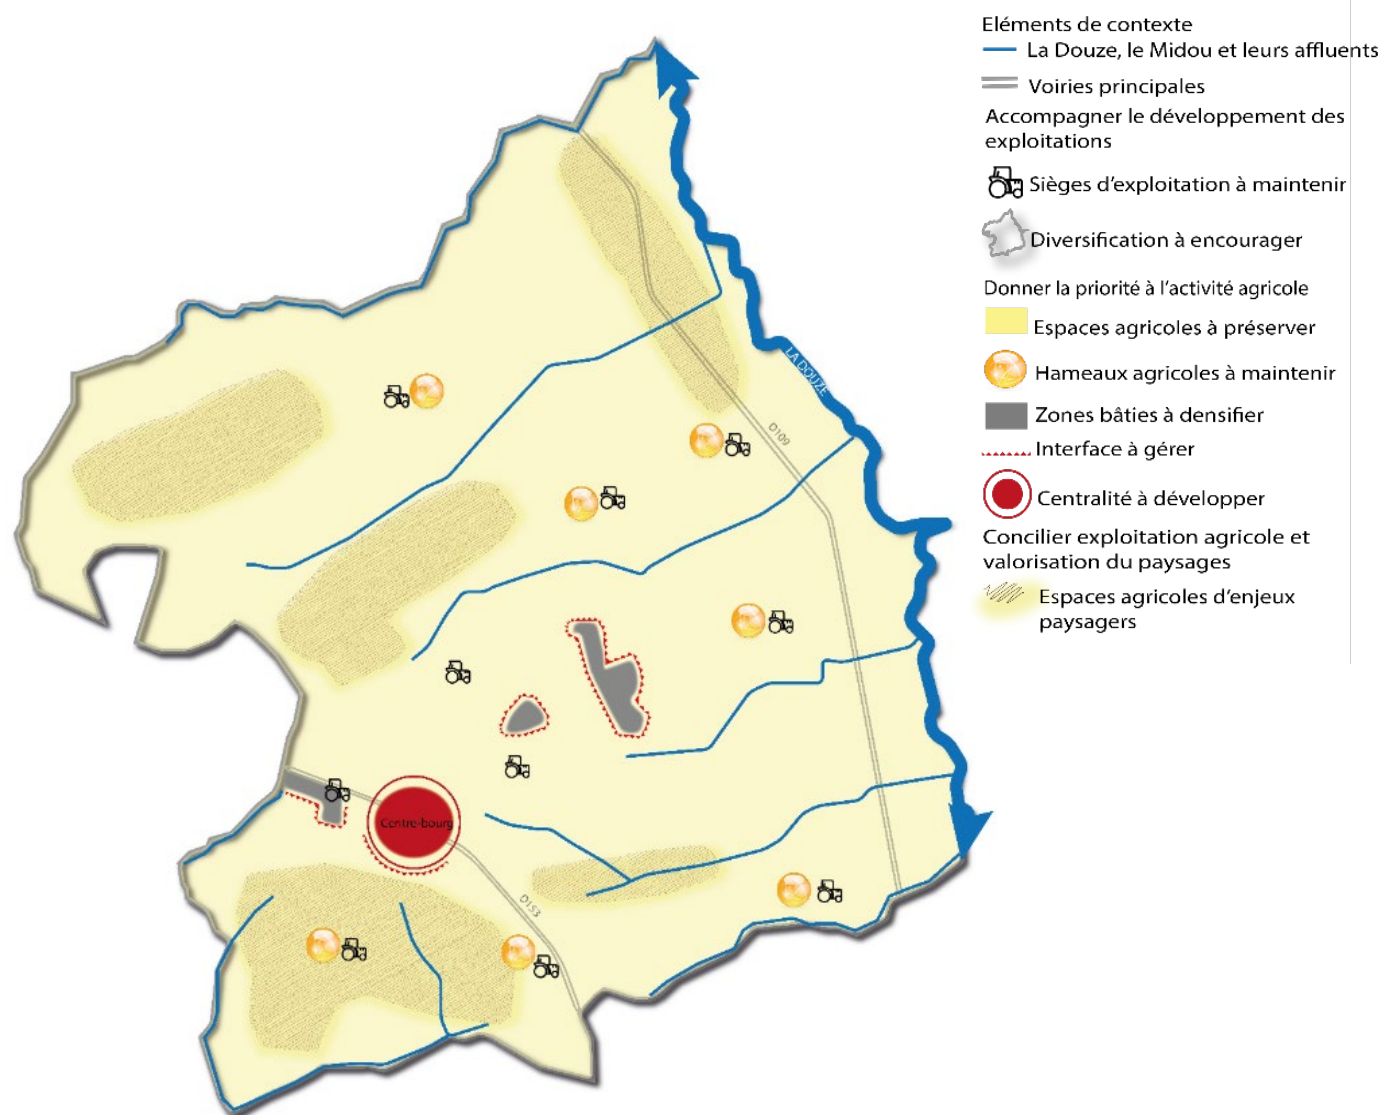 Eléments de contexte
La Douze, le Midou et leurs affluents
Voiries principales
Accompagner le développement des
exploitations
Sièges d'exploitation à maintenir
Diversification à encourager
Donner la priorité à l'activité agricole
Espaces agricoles à préserver
Hameaux agricoles à maintenir
Zones bâties à densifier
Interface à gérer
Centralité à développer
Concilier exploitation agricole et
valorisation du paysages
Espaces agricoles d'enjeux
paysagers
LA DOUZE
D109
Centre-bourg
D153